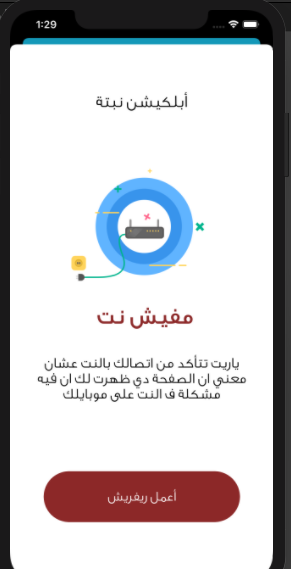 1:29
أبلكيشن نبتة
مفيش نت
ياريت تتأكد من اتصالك بالنت عشان
معني ان الصفحة دي ظهرت لك ان فيه
مشكلة ف النت على موبايلك
أعمل ريفريش